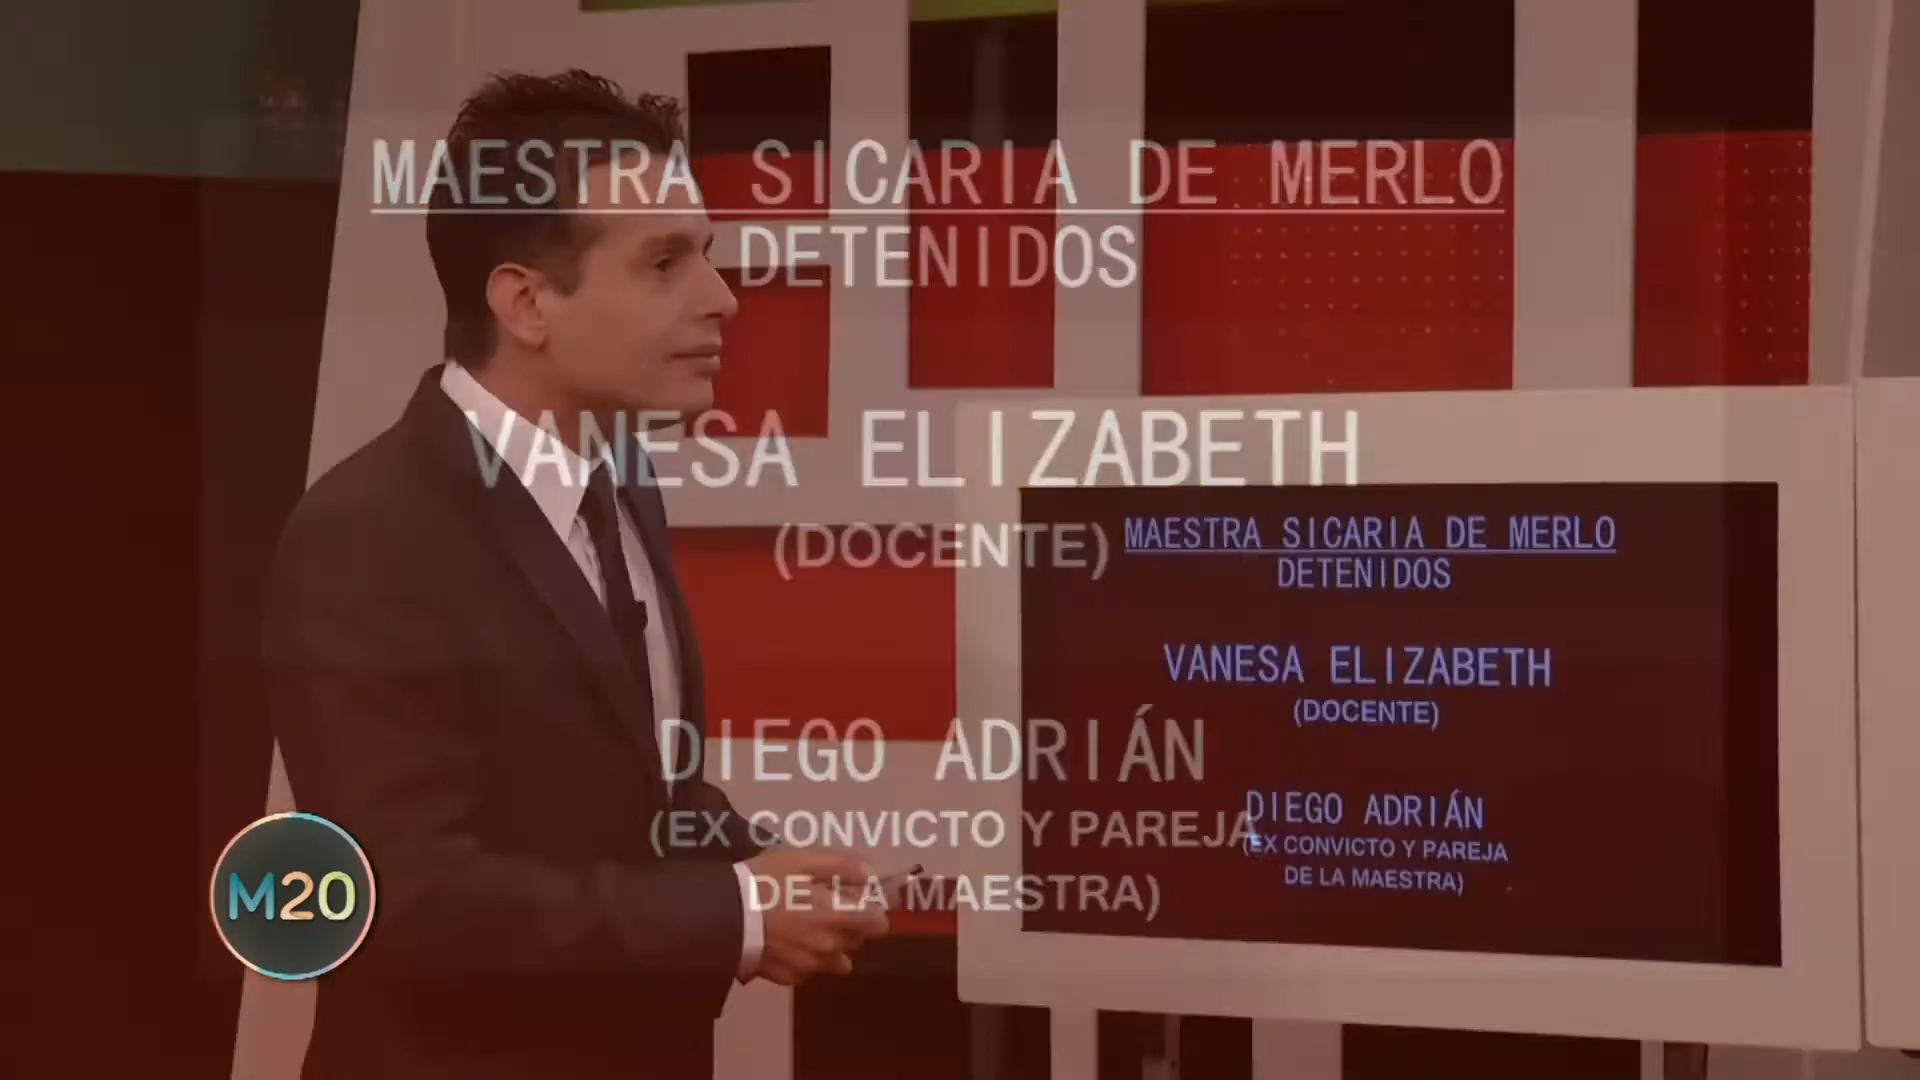 MAESTRA SICARIA DE MERLO
DETENIDOS
VANESA ELIZABETH
(DOCENTE)
DIEGO ADRIÁN
(EX CONVICTO Y PAREJA
DE LA MAESTRA)
MAESTRA SICARIA DE MERLO
DETENIDOS
VANESA ELIZABETH
(DOCENTE)
DIEGO ADRIÁN
(EX CONVICTO Y PAREJA
DE LA MAESTRA)
M20